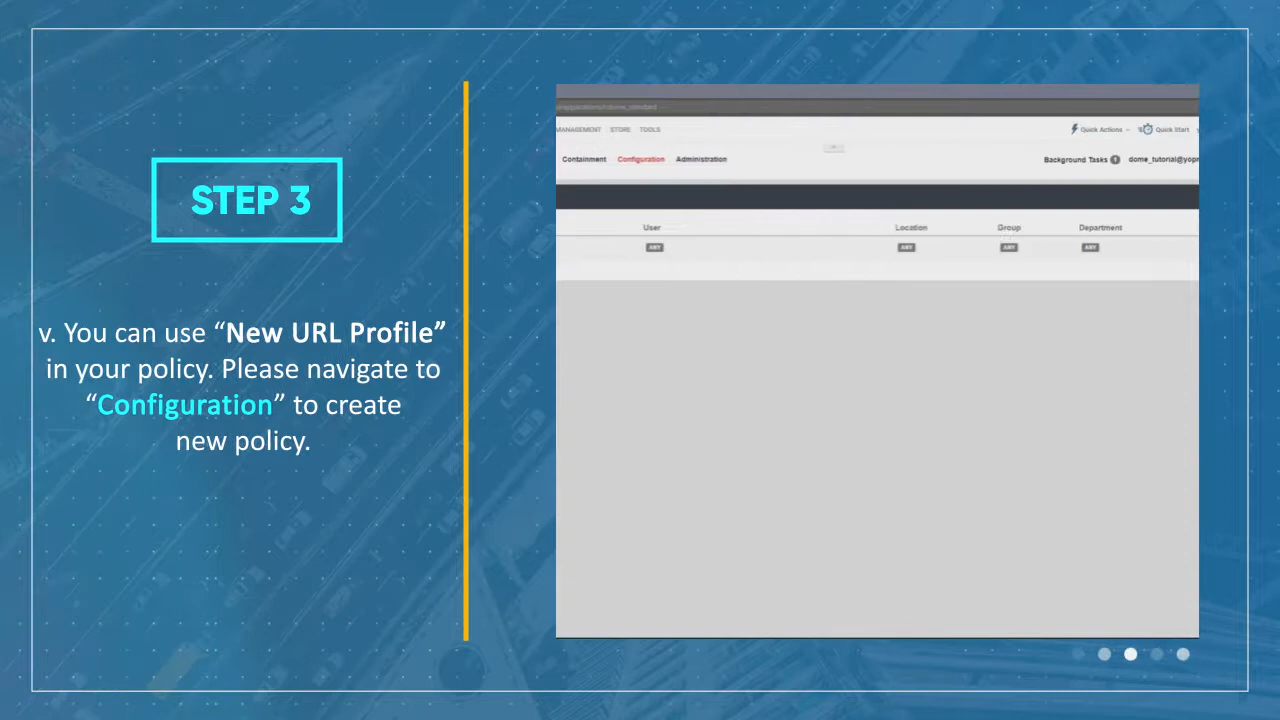 STEP 3
v. You can use “New URL Profile”
in your policy. Please navigate to
“Configuration” to create
new policy.
MANAGEMENT STORE TOOLS
Quick Actions
Quick Start
Containment Configuration Administration
Background Tasks
dome_tutorial@yopr
User Location Group Department
ANY ANY ANY ANY